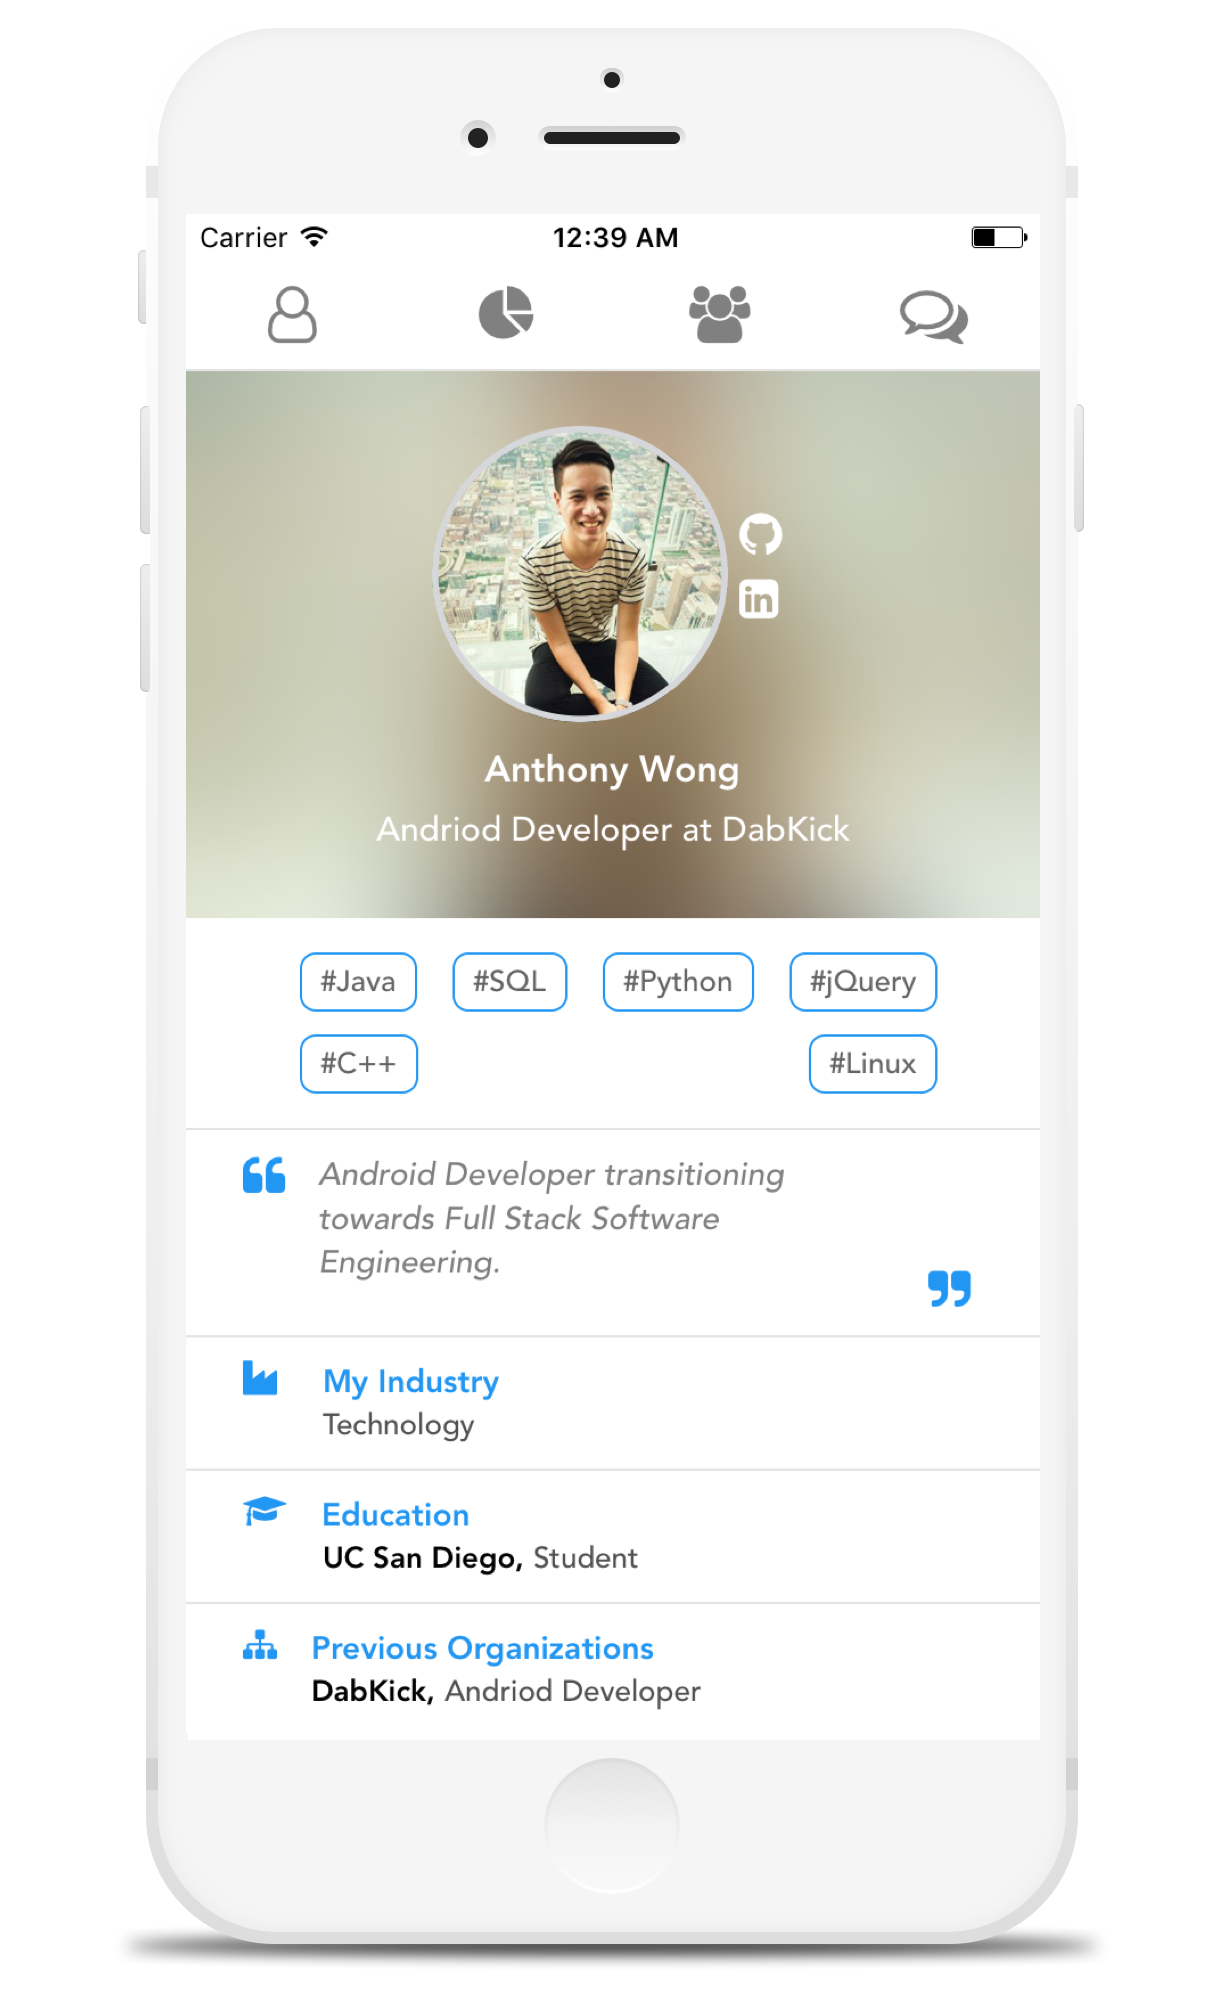 Carrier 12:39 AM
in
Anthony Wong
Andriod Developer at DabKick
#Java #SQL #Python #jQuery
#C++ #Linux
Android Developer transitioning
towards Full Stack Software
Engineering.
My Industry
Technology
Education
UC San Diego, Student
Previous Organizations
DabKick, Andriod Developer